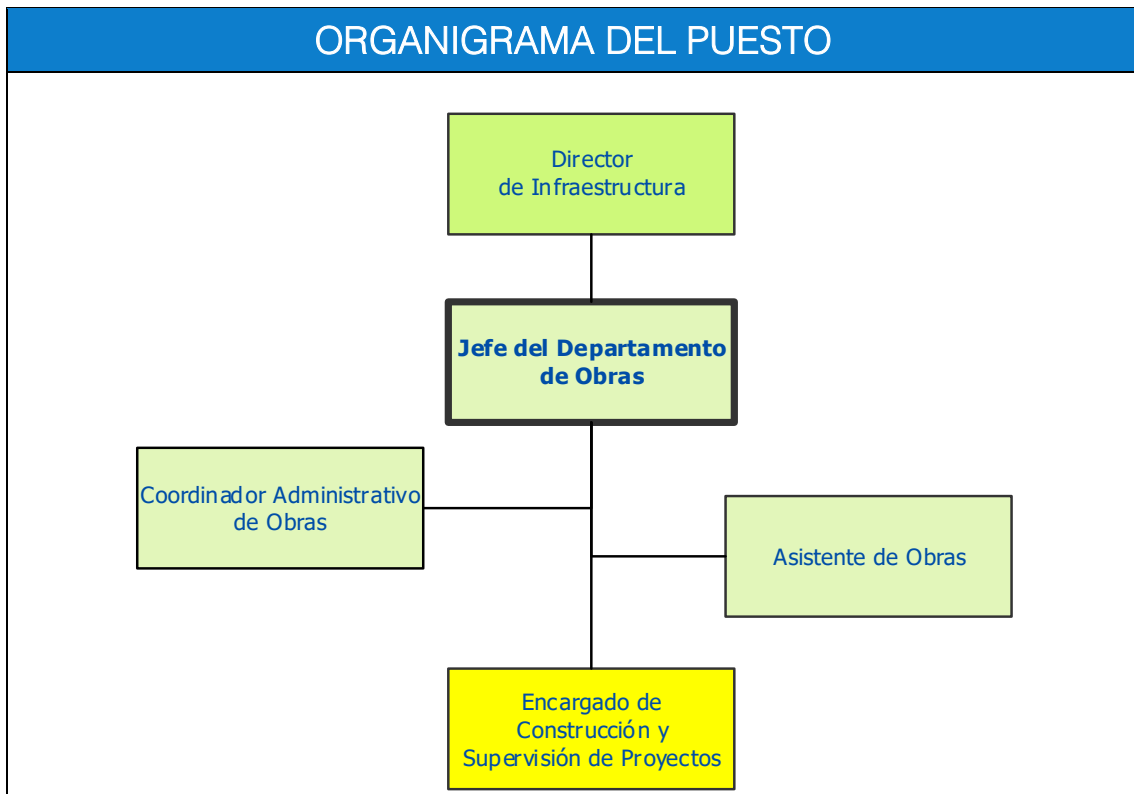 ORGANIGRAMA DEL PUESTO
Director
de Infraestructura
Jefe del Departamento
de Obras
Coordinador Administrativo
de Obras
Asistente de Obras
Encargado de
Construcción y
Supervisión de Proyectos